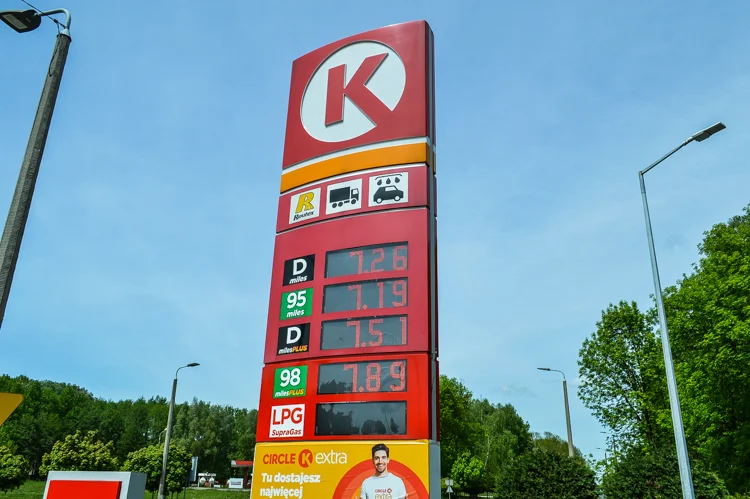 K
R
Routex
D
miles
7.26
95
miles
7.19
D
milesPLUS
7.51
98
milesPLUS
7.89
LPG
SupraGas
CIRCLE K extra
Tu dostajesz
najwięcej